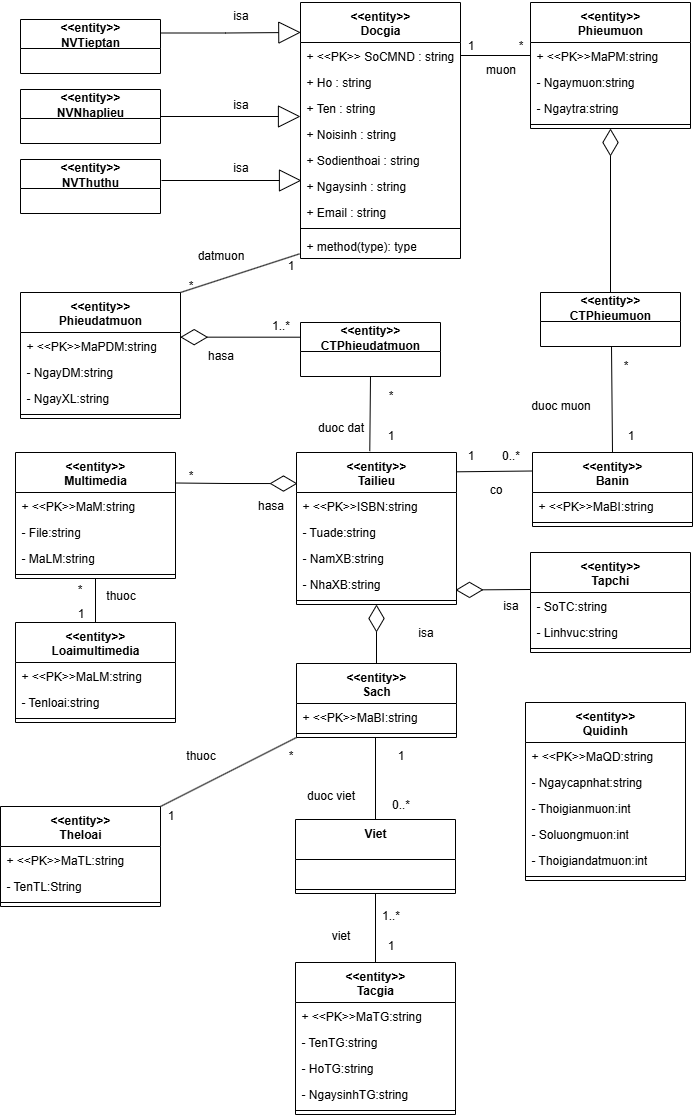 <<entity>>
NVTieptan
isa
<<entity>>
Docgia
+ <<PK>> SoCMND : string
+ Ho : string
+ Ten : string
+ Noisinh : string
+ Sodienthoai : string
+ Ngaysinh : string
+ Email : string
+ method(type): type
1
*
muon
<<entity>>
Phieumuon
+ <<PK>>MaPM:string
- Ngaymuon:string
- Ngaytra:string
<<entity>>
NVNhaplieu
isa
<<entity>>
NVThuthu
isa
datmuon
1
*
<<entity>>
Phieudatmuon
+ <<PK>>MaPDM:string
- NgayDM:string
- NgayXL:string
1..*
hasa
<<entity>>
CTPhieudatmuon
<<entity>>
CTPhieumuon
*
duoc dat
1
*
duoc muon
1
<<entity>>
Multimedia
+ <<PK>>MaM:string
- File:string
- MaLM:string
*
hasa
<<entity>>
Tailieu
+ <<PK>>ISBN:string
- Tuade:string
- NamXB:string
- NhaXB:string
1
0..*
co
<<entity>>
Banin
+ <<PK>>MaBI:string
<<entity>>
Tapchi
- SoTC:string
- Linhvuc:string
isa
*
thuoc
1
<<entity>>
Loaimultimedia
+ <<PK>>MaLM:string
- Tenloai:string
isa
<<entity>>
Sach
+ <<PK>>MaBI:string
<<entity>>
Quidinh
+ <<PK>>MaQD:string
- Ngaycapnhat:string
- Thoigianmuon:int
- Soluongmuon:int
- Thoigiandatmuon:int
thuoc
*
1
1
duoc viet
0..*
<<entity>>
Theloai
+ <<PK>>MaTL:string
- TenTL:String
Viet
1..*
viet
1
<<entity>>
Tacgia
+ <<PK>>MaTG:string
- TenTG:string
- HoTG:string
- NgaysinhTG:string